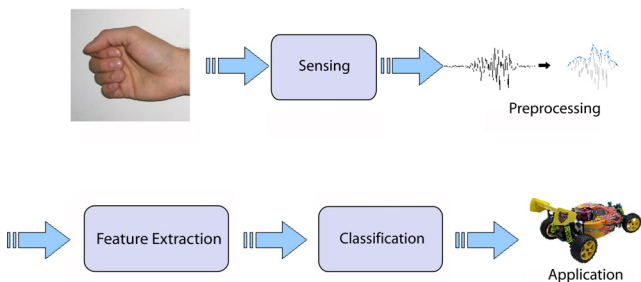 Sensing
Preprocessing
Feature Extraction
Classification
Application